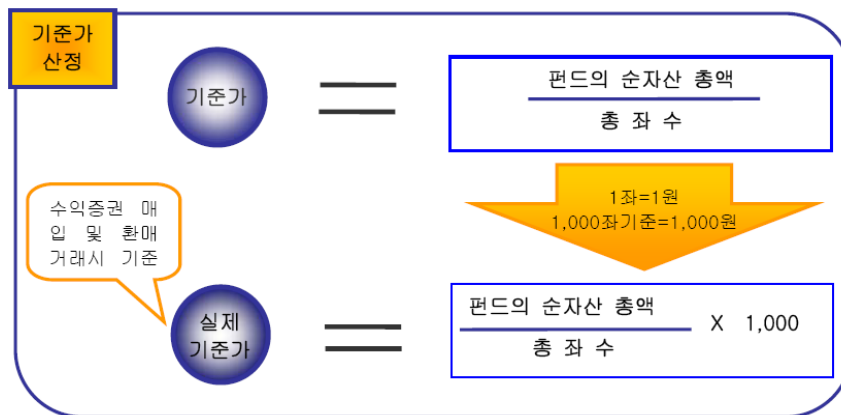 기준가
산정
기준가
펀드의 순자산 총액
총 좌 수
1좌=1원
1,000좌기준=1,000원
수익증권 매
입 및 환매
거래시 기준
실제
기준가
펀드의 순자산 총액
총 좌 수
X 1,000